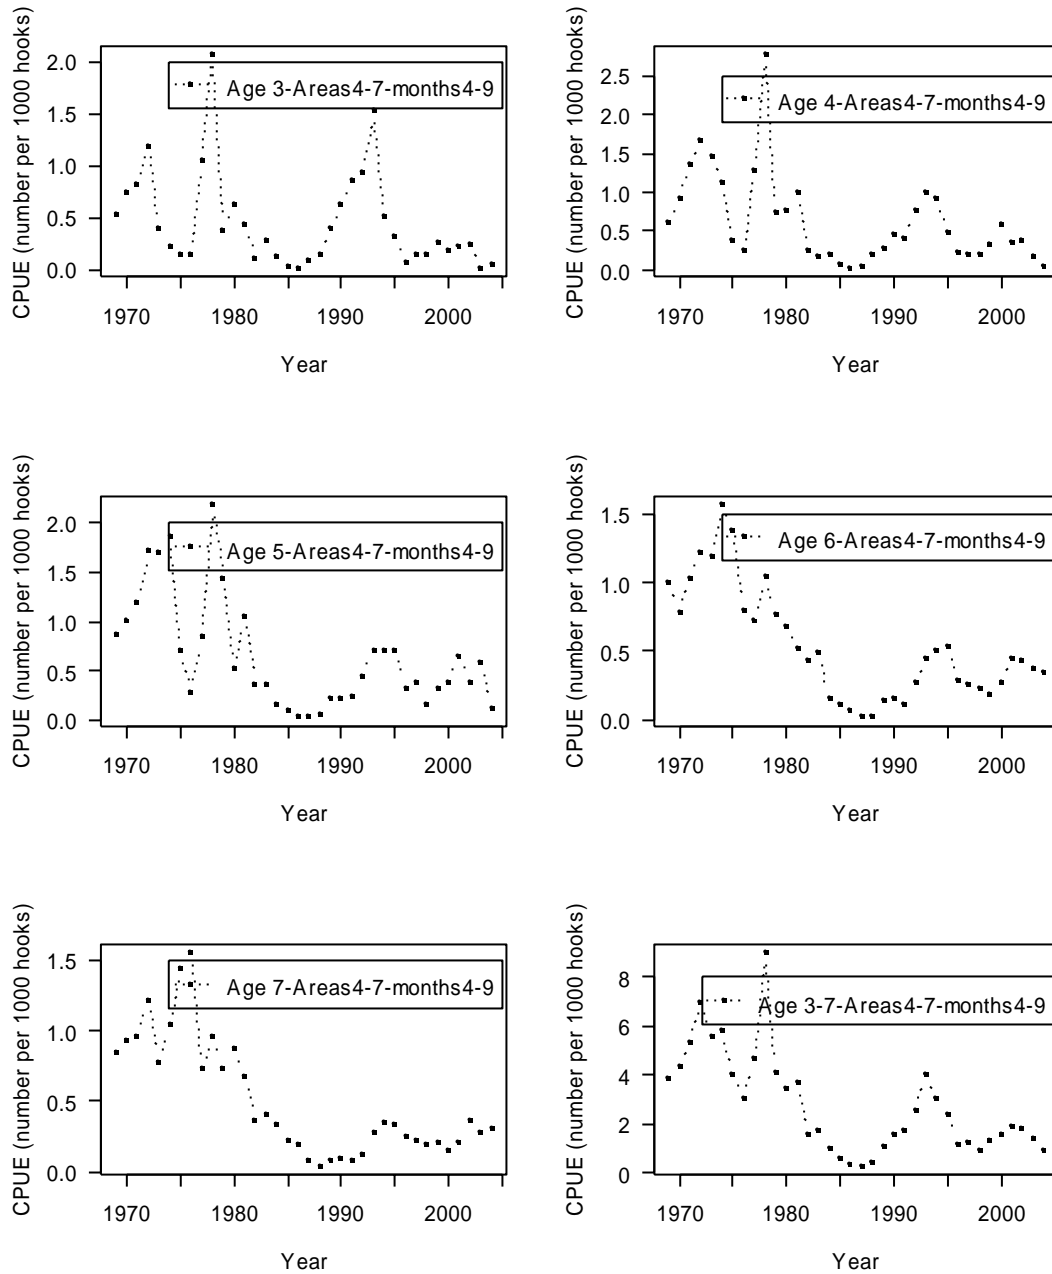 CPUE (number per 1000 hooks)
2.0
1.5
1.0
0.5
0.0
Age 3-Areas4-7-months4-9
1970 1980 1990 2000
Year
CPUE (number per 1000 hooks)
2.5
2.0
1.5
1.0
0.5
0.0
Age 4-Areas4-7-months4-9
1970 1980 1990 2000
Year
CPUE (number per 1000 hooks)
2.0
1.5
1.0
0.5
0.0
Age 5-Areas4-7-months4-9
1970 1980 1990 2000
Year
CPUE (number per 1000 hooks)
1.5
1.0
0.5
0.0
Age 6-Areas4-7-months4-9
1970 1980 1990 2000
Year
CPUE (number per 1000 hooks)
1.5
1.0
0.5
0.0
Age 7-Areas4-7-months4-9
1970 1980 1990 2000
Year
CPUE (number per 1000 hooks)
8
6
4
2
0
Age 3-7-Areas4-7-months4-9
1970 1980 1990 2000
Year